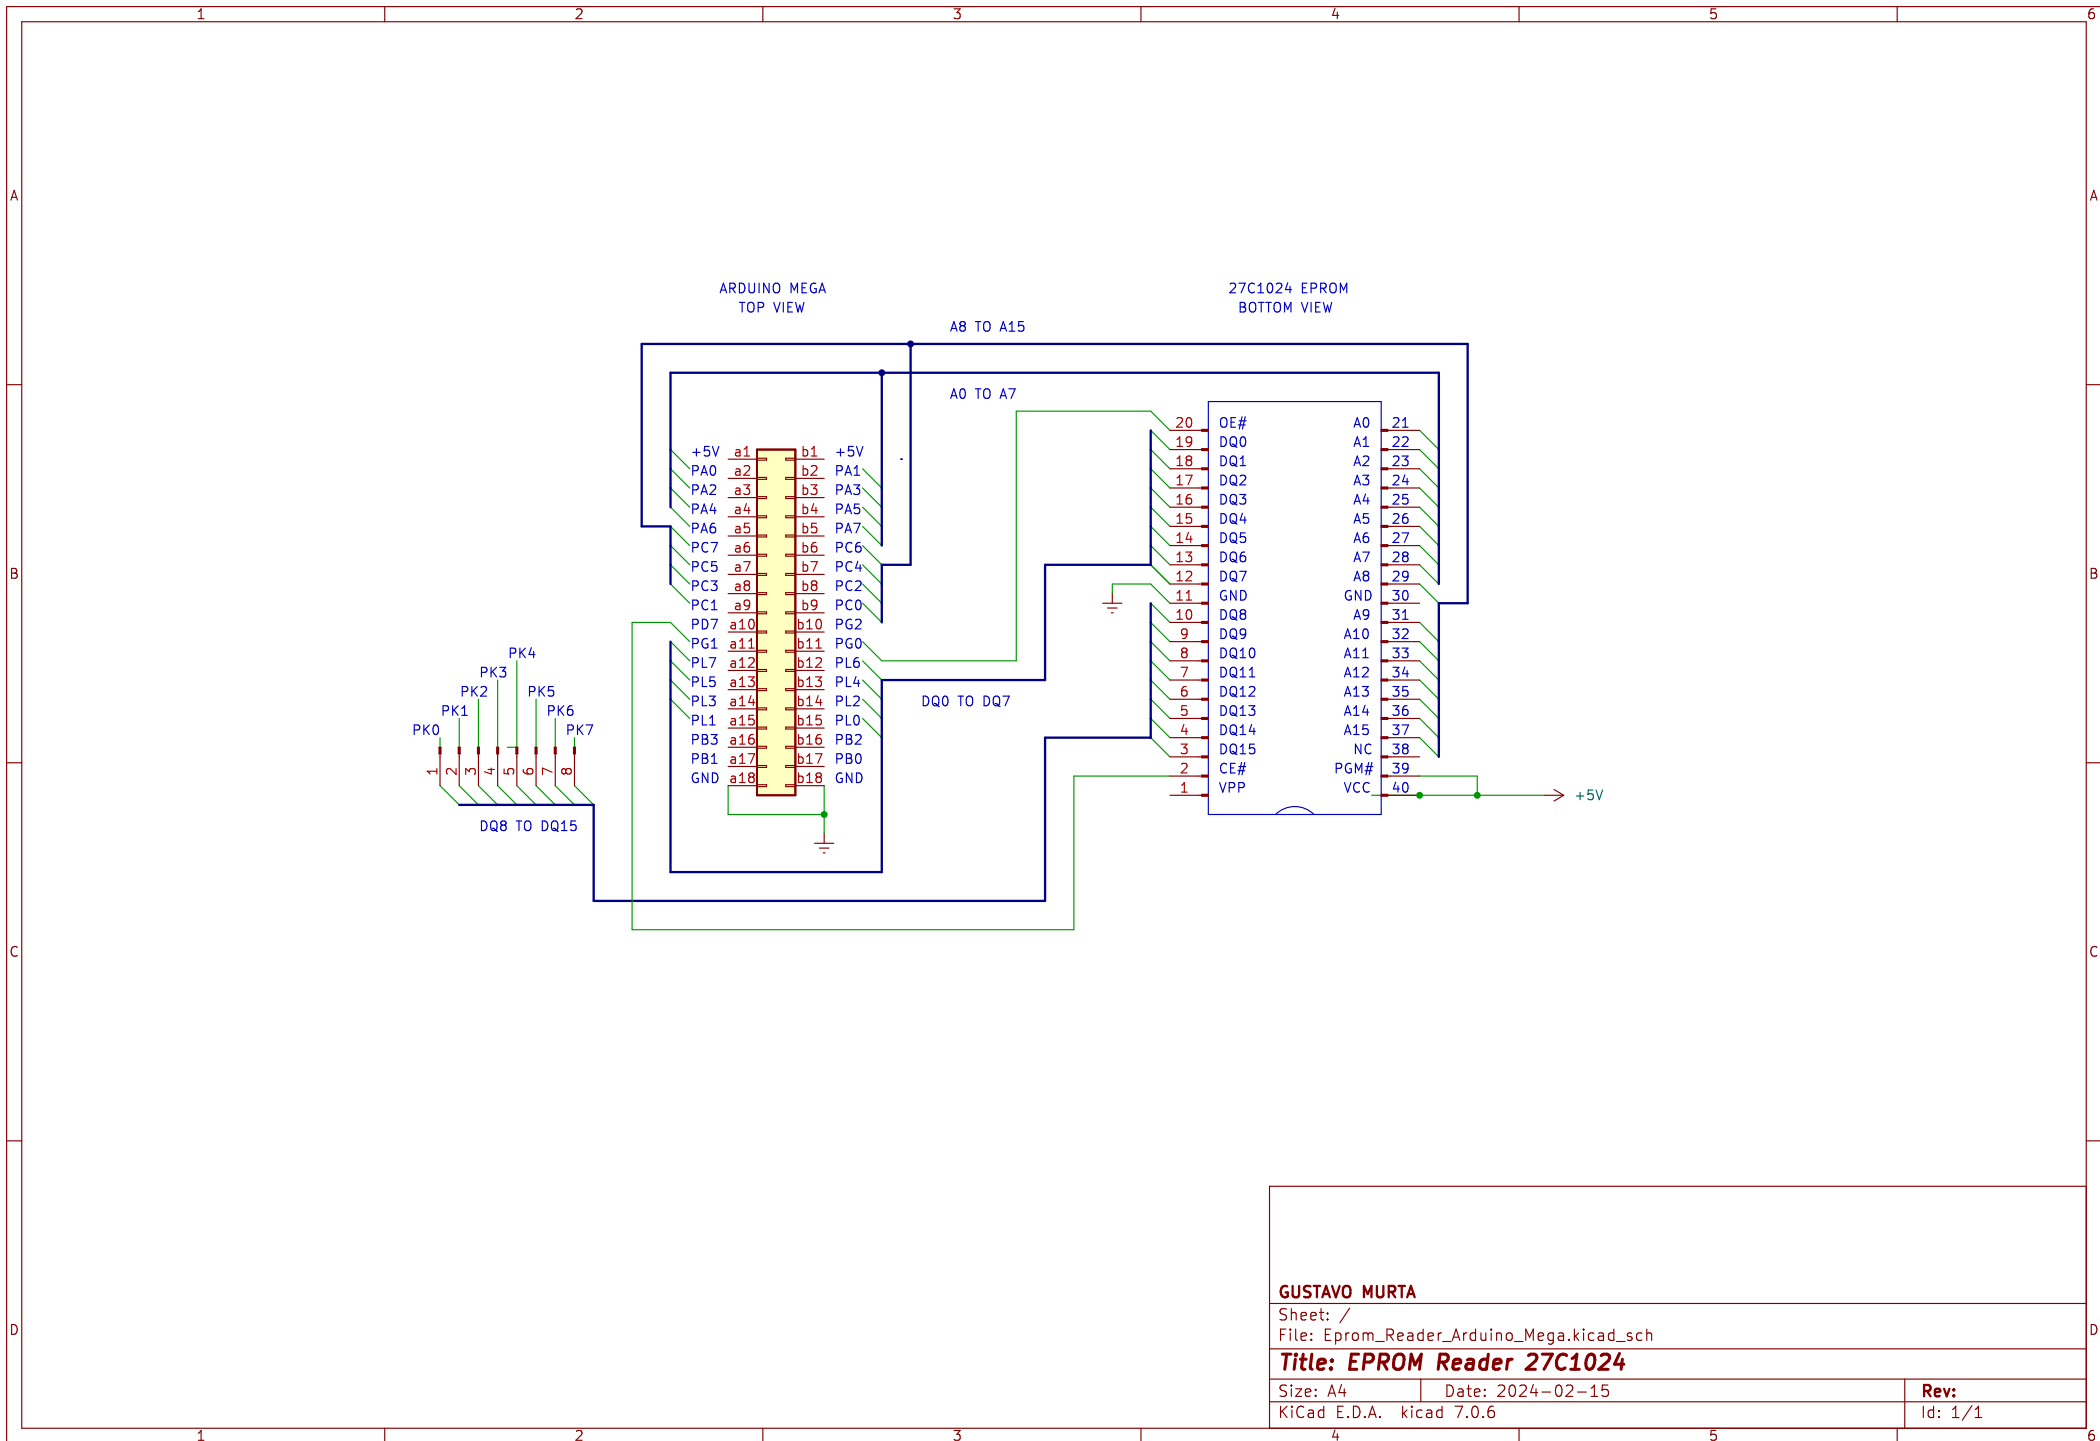 1 2 3 4 5 6
A A
B B
C C
D D
1 2 3 4 5 6
ARDUINO MEGA
TOP VIEW
27C1024 EPROM
BOTTOM VIEW
A8 TO A15
A0 TO A7
+5V a1 b1 +5V
PA0 a2 b2 PA1
PA2 a3 b3 PA3
PA4 a4 b4 PA5
PA6 a5 b5 PA7
PC7 a6 b6 PC6
PC5 a7 b7 PC4
PC3 a8 b8 PC2
PC1 a9 b9 PC0
PD7 a10 b10 PG2
PG1 a11 b11 PG0
PL7 a12 b12 PL6
PL5 a13 b13 PL4
PL3 a14 b14 PL2
PL1 a15 b15 PL0
PB3 a16 b16 PB2
PB1 a17 b17 PB0
GND a18 b18 GND
20 OE# A0 21
19 DQ0 A1 22
18 DQ1 A2 23
17 DQ2 A3 24
16 DQ3 A4 25
15 DQ4 A5 26
14 DQ5 A6 27
13 DQ6 A7 28
12 DQ7 A8 29
11 GND GND 30
10 DQ8 A9 31
9 DQ9 A10 32
8 DQ10 A11 33
7 DQ11 A12 34
6 DQ12 A13 35
5 DQ13 A14 36
4 DQ14 A15 37
3 DQ15 NC 38
2 CE# PGM# 39
1 VPP VCC 40
+5V
DQ0 TO DQ7
PK4
PK3
PK2 PK5
PK1 PK6
PK0 PK7
1 2 3 4 5 6 7 8
DQ8 TO DQ15
GUSTAVO MURTA
Sheet: /
File: Eprom_Reader_Arduino_Mega.kicad_sch
Title: EPROM Reader 27C1024
Size: A4 Date: 2024-02-15 Rev:
KiCad E.D.A. kicad 7.0.6 Id: 1/1